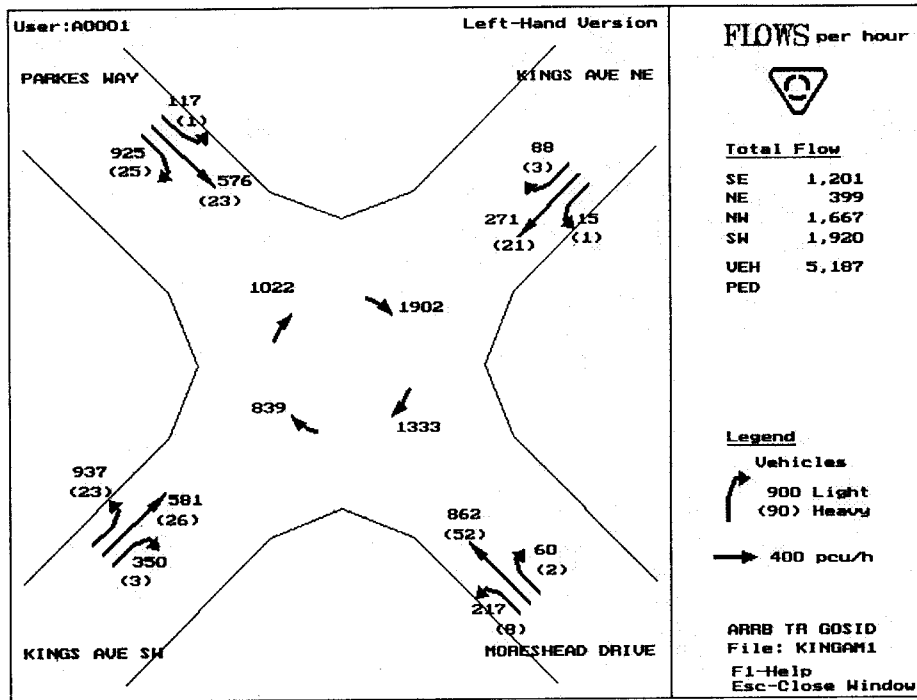 User:A0001 Left-Hand Version
PARKES WAY
KINGS AVE NE
117
(1)
925
(25)
576
(23)
88
(3)
271
(21)
15
(1)
1022
1902
839
1333
937
(23)
581
(26)
350
(3)
862
(52)
60
(2)
217
(8)
KINGS AVE SW
MORESHEAD DRIVE
FLOWS per hour
Total Flow
SE 1,201
NE 399
NW 1,667
SW 1,920
VEH 5,187
PED
Legend
Vehicles
900 Light
(90) Heavy
400 pcu/h
ARRB TR GOSID
File: KINGAM1
F1-Help
Esc-Close Window